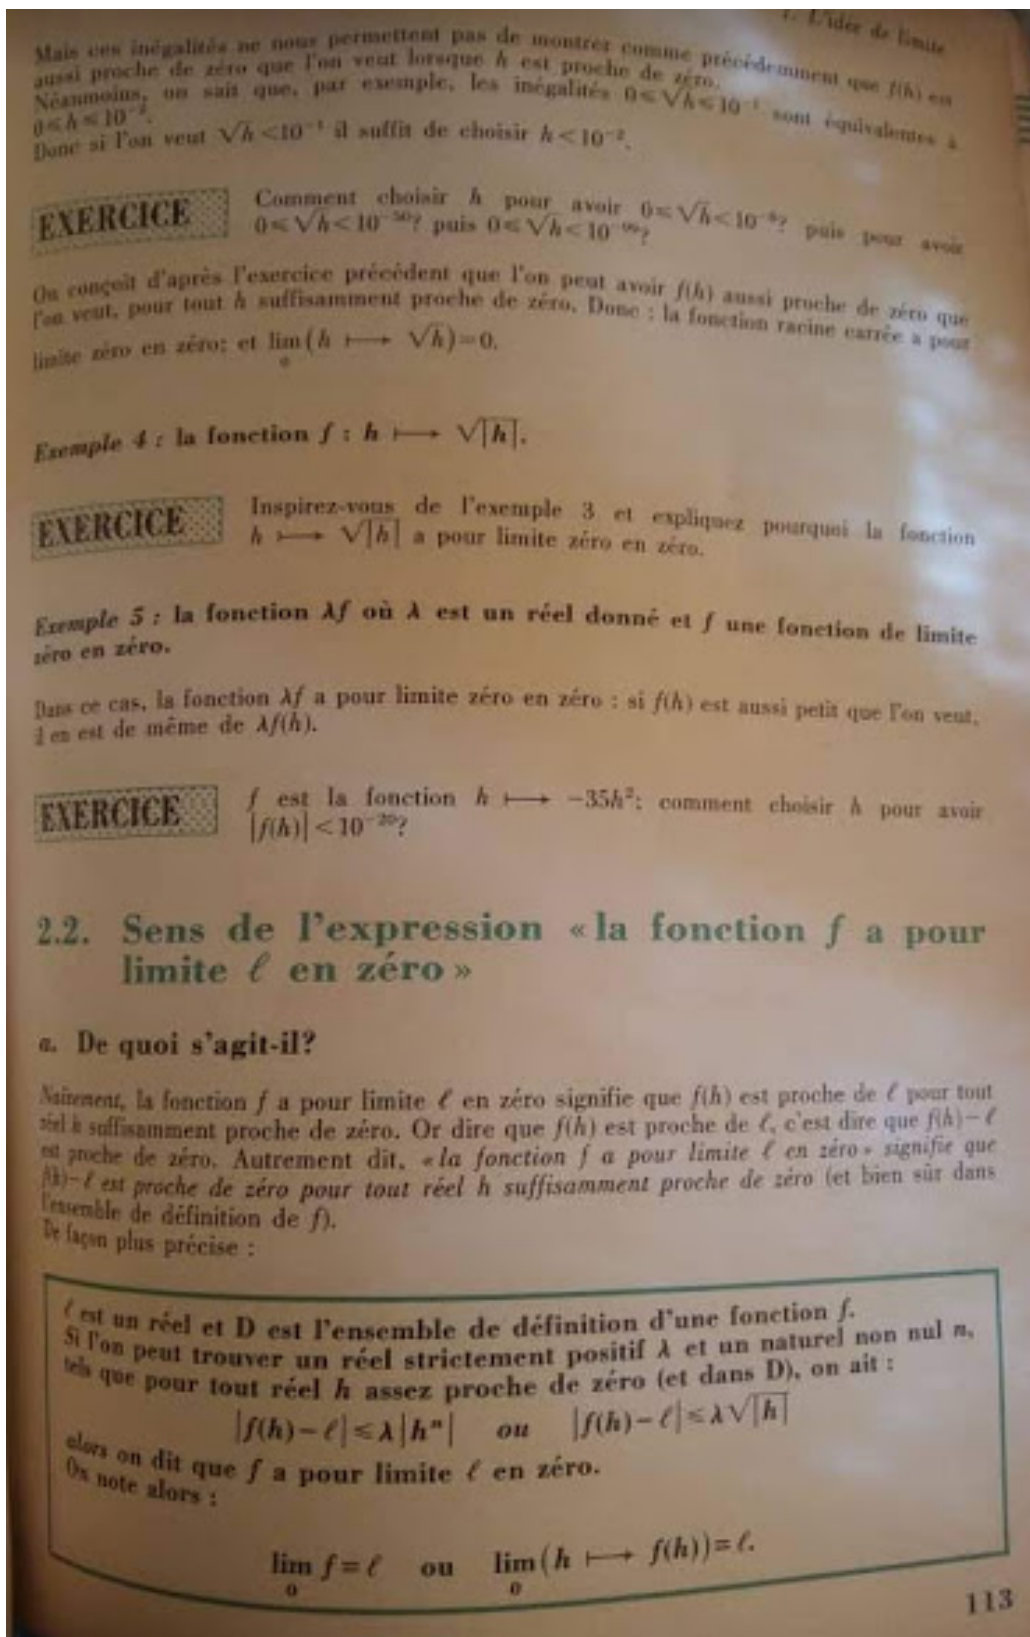 1. L'idée de limite
Mais ces inégalités ne nous permettent pas de montrer comme précédemment que f(h) est
aussi proche de zéro que l'on veut lorsque h est proche de zéro.
Néanmoins, on sait que, par exemple, les inégalités 0 ⩽ √h ⩽ 10⁻¹ sont équivalentes à
0 ⩽ h ⩽ 10⁻².
Donc si l'on veut √h < 10⁻¹ il suffit de choisir h < 10⁻².
EXERCICE
Comment choisir h pour avoir 0 ⩽ √h < 10⁻⁸? puis pour avoir
0 ⩽ √h < 10⁻⁵⁰? puis 0 ⩽ √h < 10⁻⁹⁰?
On conçoit d'après l'exercice précédent que l'on peut avoir f(h) aussi proche de zéro que
l'on veut, pour tout h suffisamment proche de zéro. Donc : la fonction racine carrée a pour
limite zéro en zéro; et lim(h ⟼ √h) = 0.
0
Exemple 4 : la fonction f : h ⟼ √|h|.
EXERCICE
Inspirez-vous de l'exemple 3 et expliquez pourquoi la fonction
h ⟼ √|h| a pour limite zéro en zéro.
Exemple 5 : la fonction λf où λ est un réel donné et f une fonction de limite
zéro en zéro.
Dans ce cas, la fonction λf a pour limite zéro en zéro : si f(h) est aussi petit que l'on veut,
il en est de même de λf(h).
EXERCICE
f est la fonction h ⟼ −35h²; comment choisir h pour avoir
|f(h)| < 10⁻²⁰?
2.2. Sens de l'expression « la fonction f a pour
limite ℓ en zéro »
a. De quoi s'agit-il?
Naïvement, la fonction f a pour limite ℓ en zéro signifie que f(h) est proche de ℓ pour tout
réel h suffisamment proche de zéro. Or dire que f(h) est proche de ℓ, c'est dire que f(h) − ℓ
est proche de zéro. Autrement dit, « la fonction f a pour limite ℓ en zéro » signifie que
f(h) − ℓ est proche de zéro pour tout réel h suffisamment proche de zéro (et bien sûr dans
l'ensemble de définition de f).
De façon plus précise :
ℓ est un réel et D est l'ensemble de définition d'une fonction f.
Si l'on peut trouver un réel strictement positif λ et un naturel non nul n,
tels que pour tout réel h assez proche de zéro (et dans D), on ait :
|f(h) − ℓ| ⩽ λ|hⁿ| ou |f(h) − ℓ| ⩽ λ√|h|
alors on dit que f a pour limite ℓ en zéro.
On note alors :
lim f = ℓ ou lim(h ⟼ f(h)) = ℓ.
0 0
113